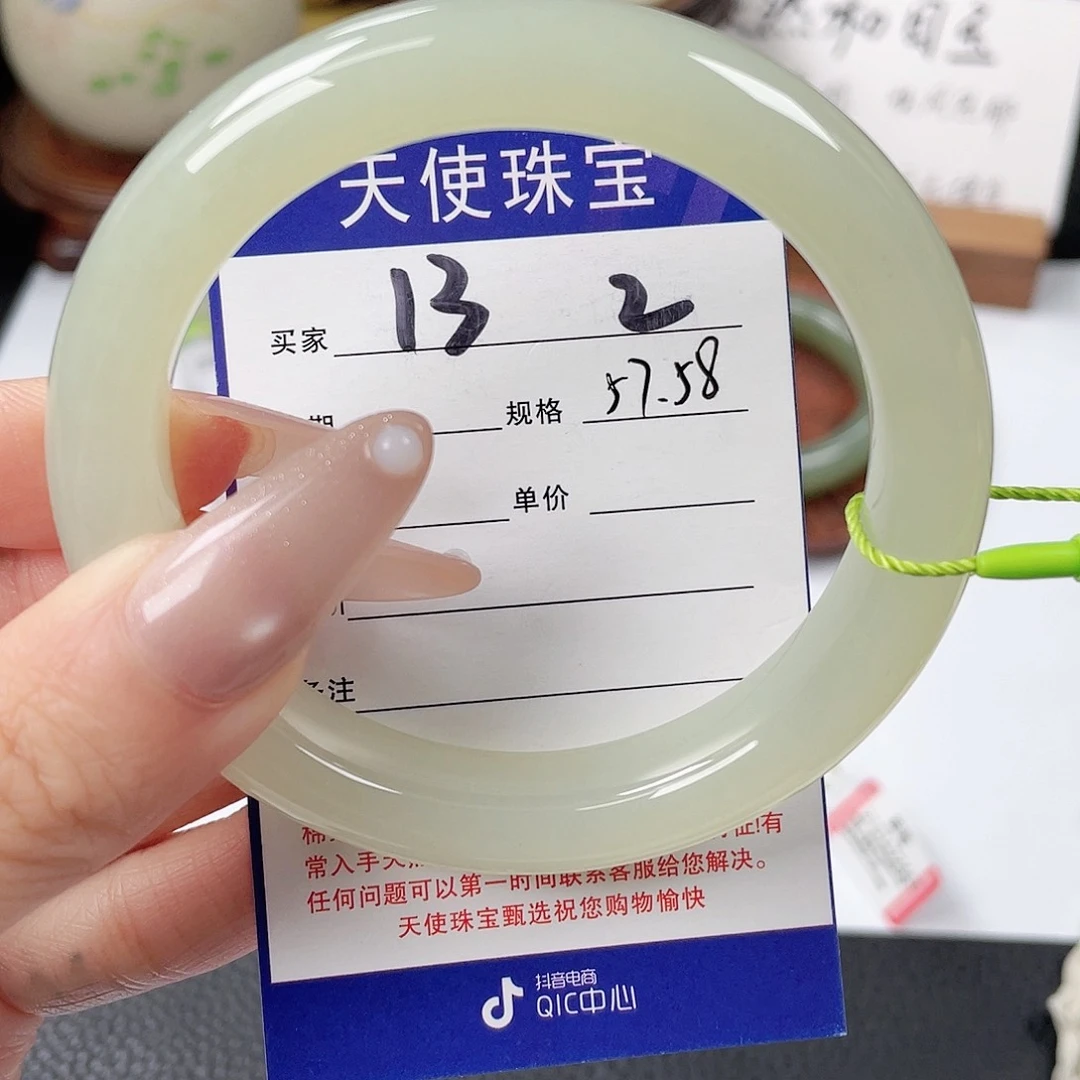 天使珠宝
买家 13 2
期 规格 57.58
单价
注
征!有
常入手
任何问题可以第一时间联系客服给您解决。
天使珠宝甄选祝您购物愉快
抖音电商
QIC中心